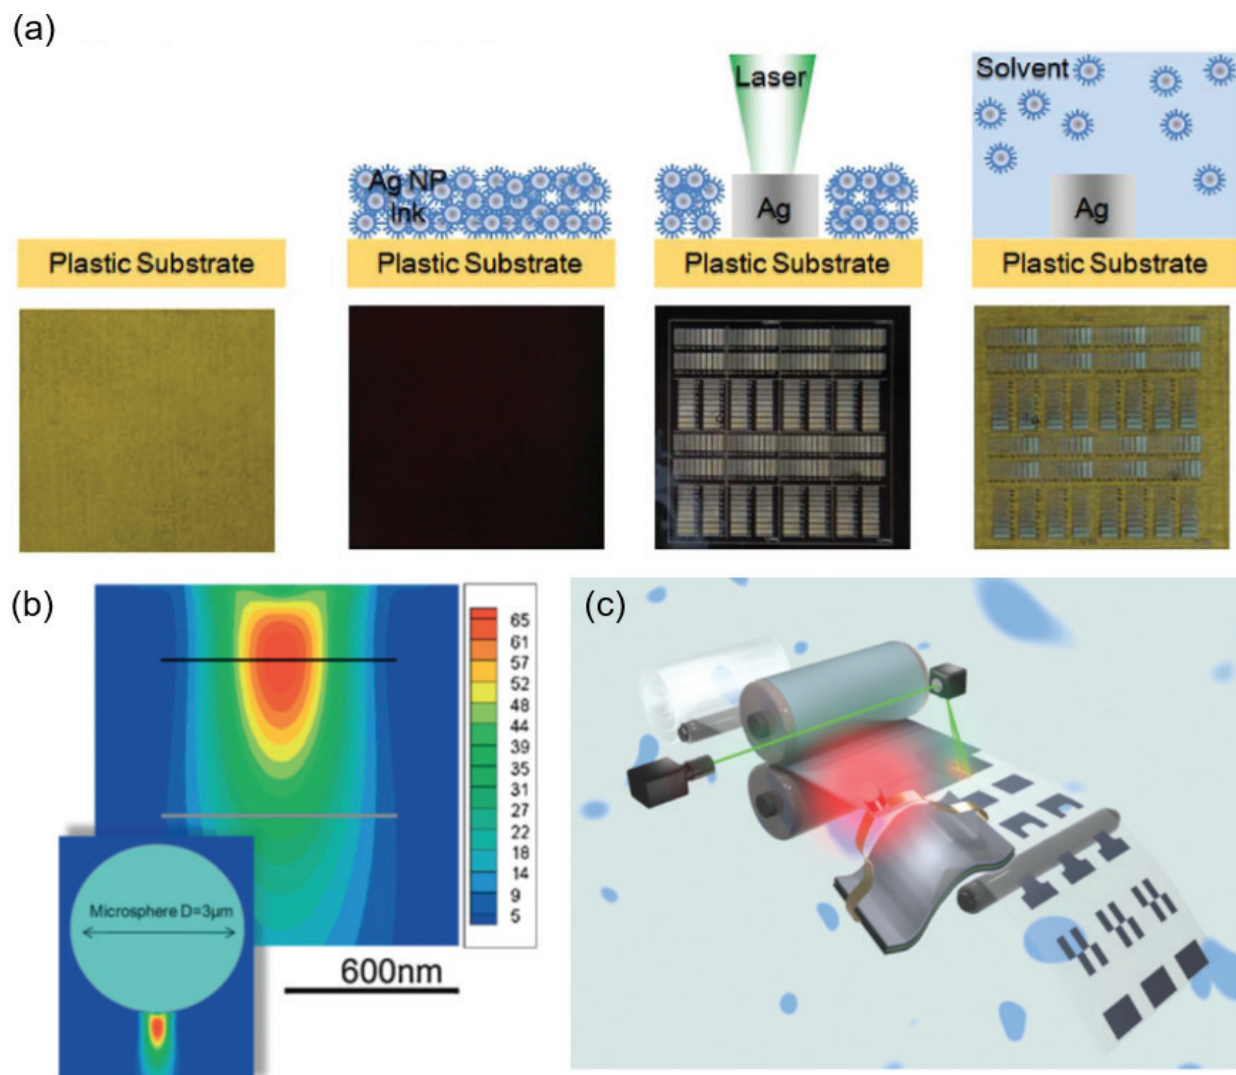 (a)
Laser
Solvent
Ag NP
Ink
Ag
Ag
Plastic Substrate
Plastic Substrate
Plastic Substrate
Plastic Substrate
(b)
65
61
57
52
48
44
39
35
31
27
22
18
14
9
5
Microsphere D=3μm
600nm
(c)